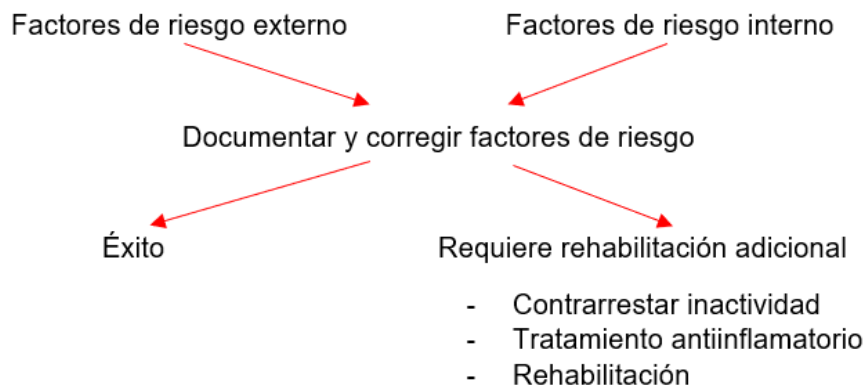 Factores de riesgo externo
Factores de riesgo interno
Documentar y corregir factores de riesgo
Éxito
Requiere rehabilitación adicional
- Contrarrestar inactividad
- Tratamiento antiinflamatorio
- Rehabilitación